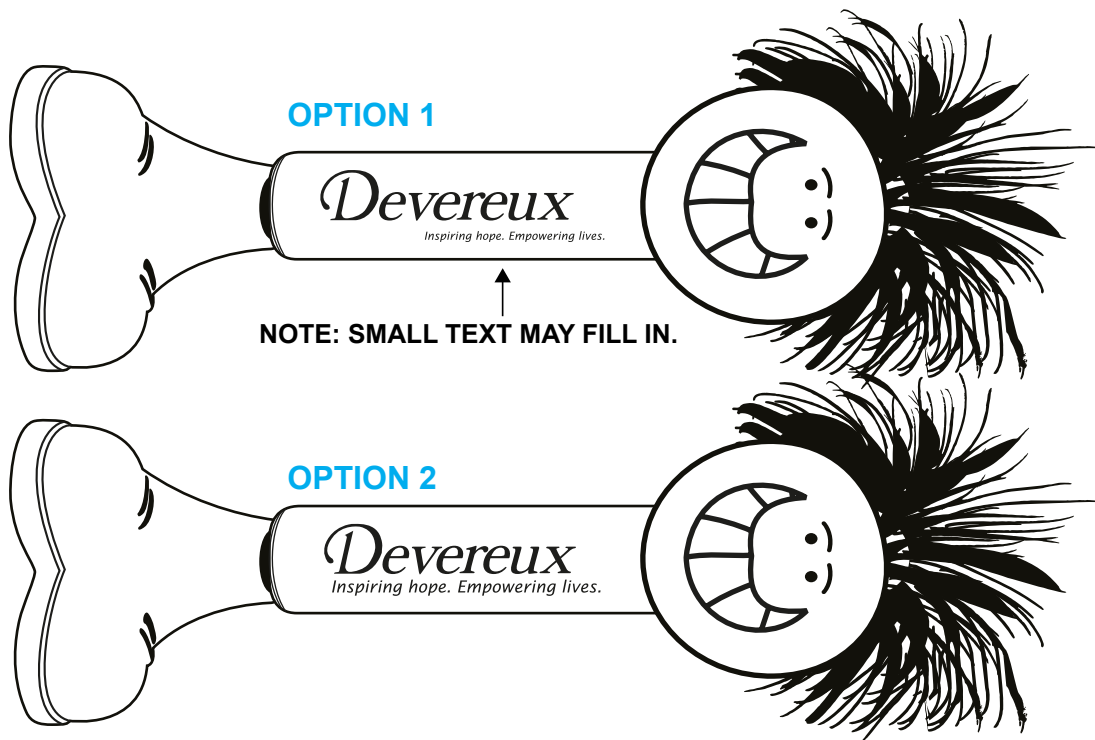 OPTION 1
Devereux
Inspiring hope. Empowering lives.
NOTE: SMALL TEXT MAY FILL IN.
OPTION 2
Devereux
Inspiring hope. Empowering lives.